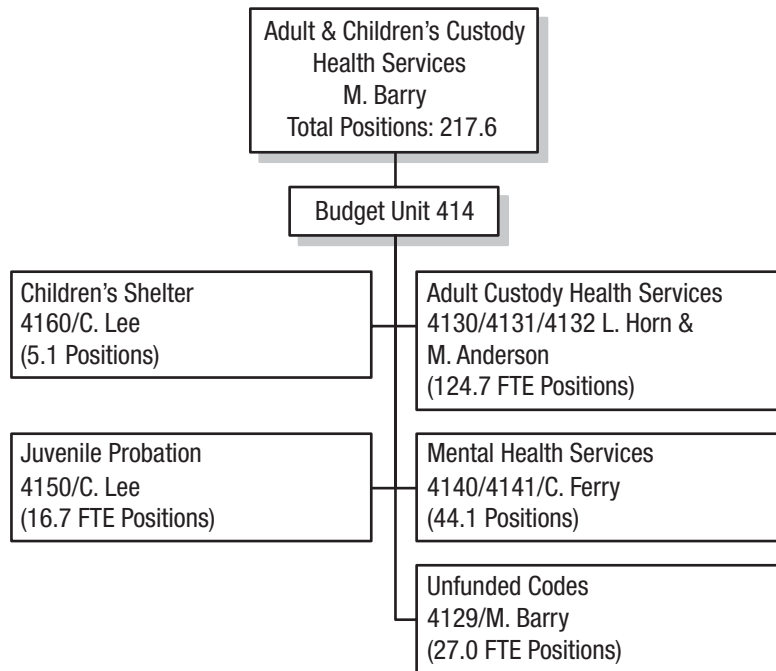 Adult & Children’s Custody
Health Services
M. Barry
Total Positions: 217.6
Budget Unit 414
Children’s Shelter
4160/C. Lee
(5.1 Positions)
Adult Custody Health Services
4130/4131/4132 L. Horn &
M. Anderson
(124.7 FTE Positions)
Juvenile Probation
4150/C. Lee
(16.7 FTE Positions)
Mental Health Services
4140/4141/C. Ferry
(44.1 Positions)
Unfunded Codes
4129/M. Barry
(27.0 FTE Positions)